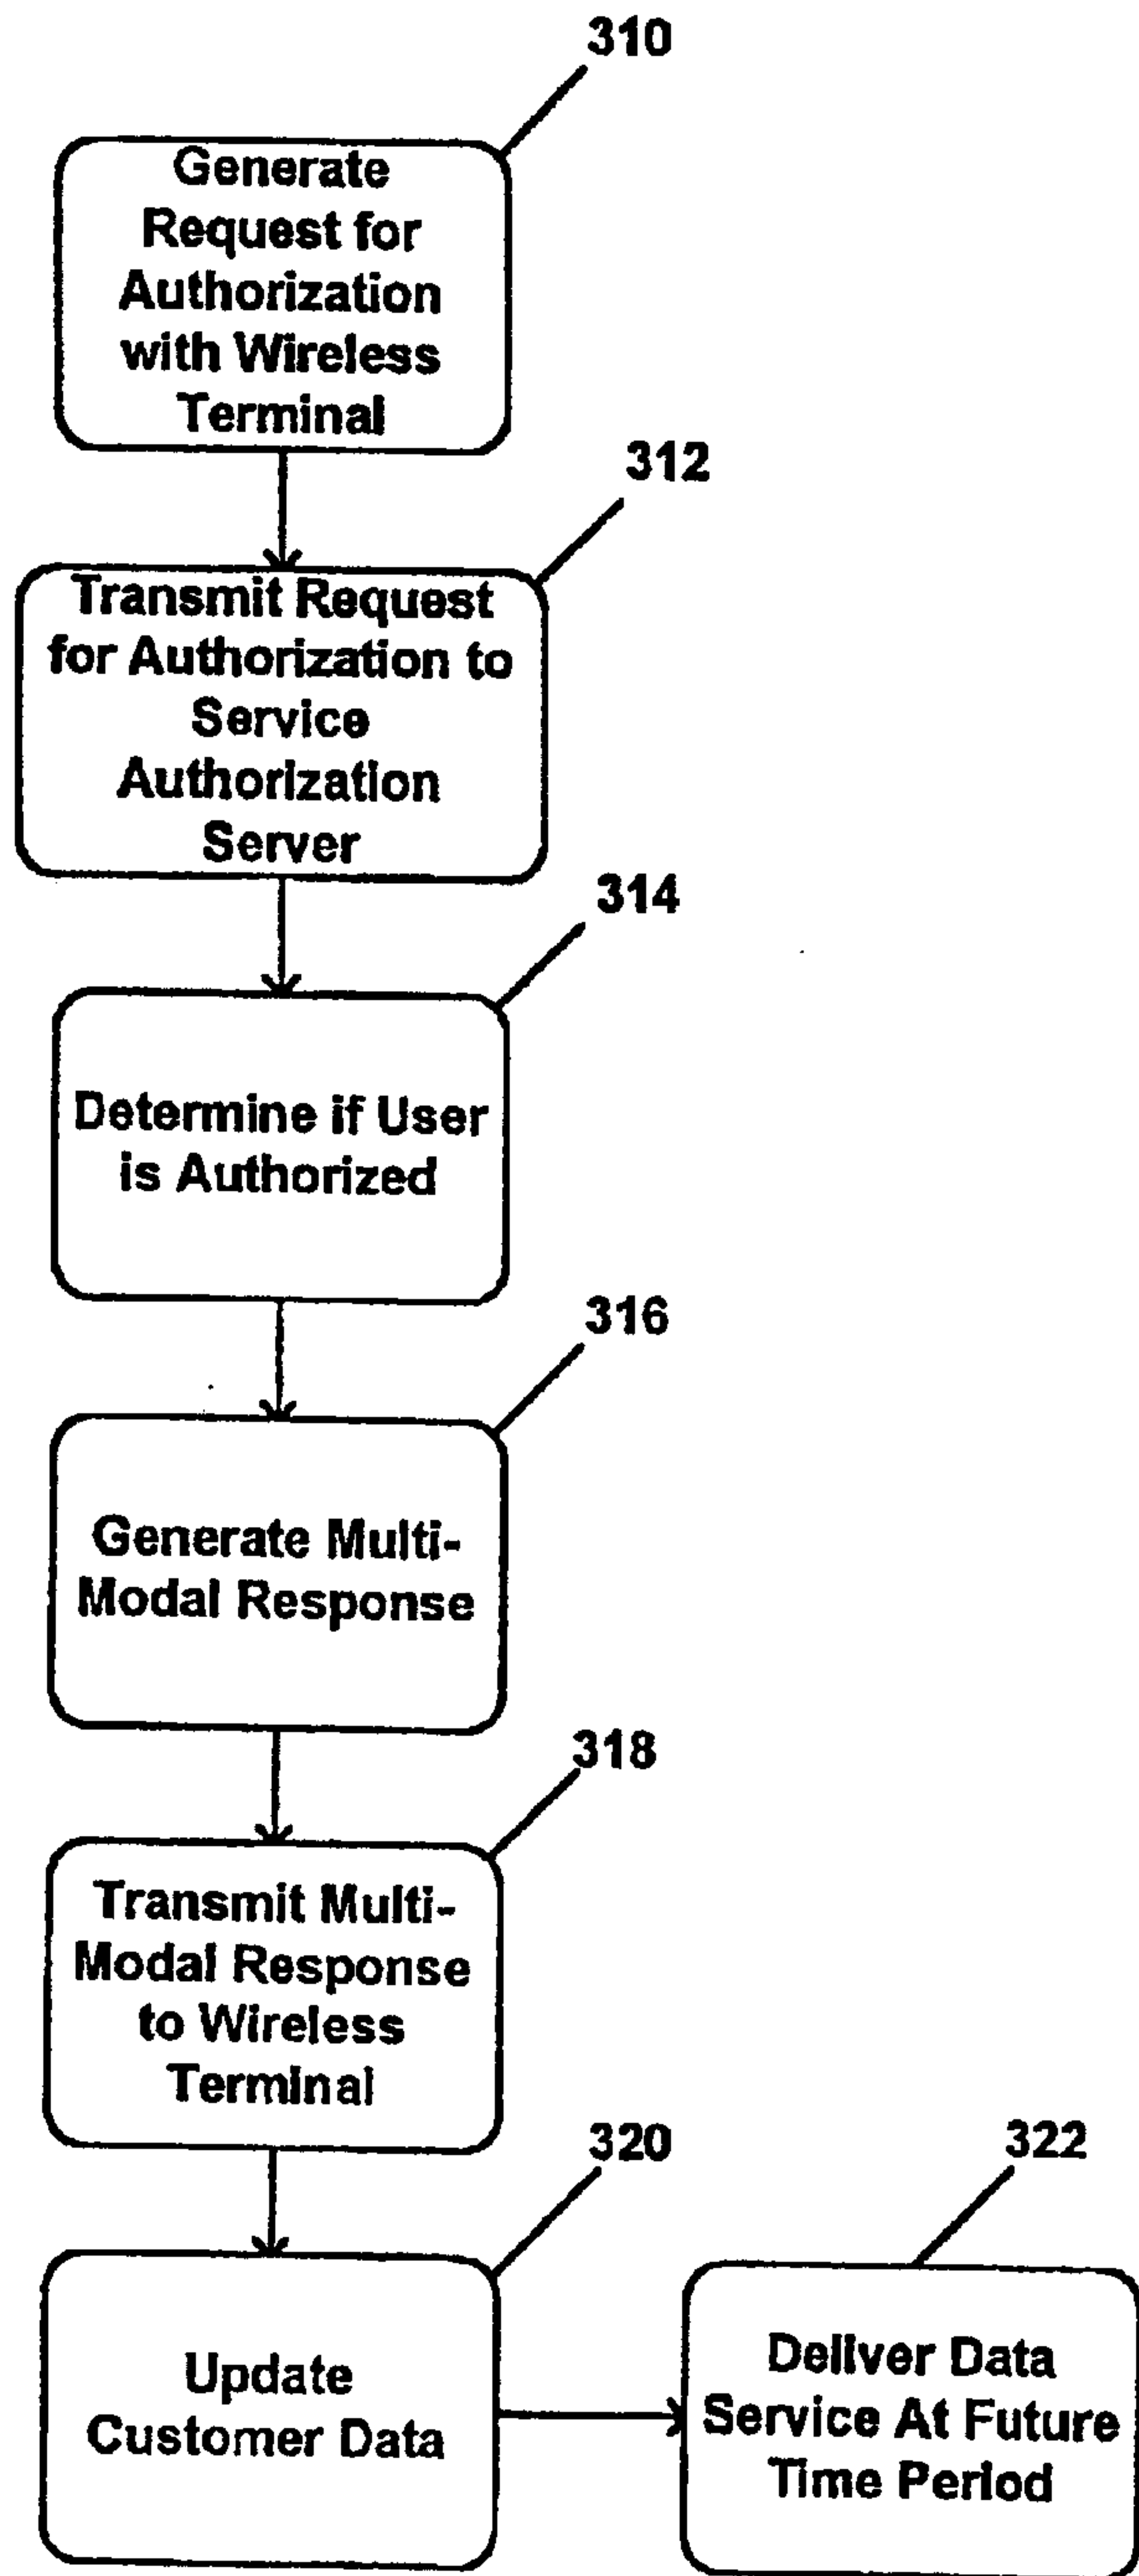 310
Generate
Request for
Authorization
with Wireless
Terminal
312
Transmit Request
for Authorization to
Service
Authorization
Server
314
Determine if User
is Authorized
316
Generate Multi-
Modal Response
318
Transmit Multi-
Modal Response
to Wireless
Terminal
320
Update
Customer Data
322
Deliver Data
Service At Future
Time Period